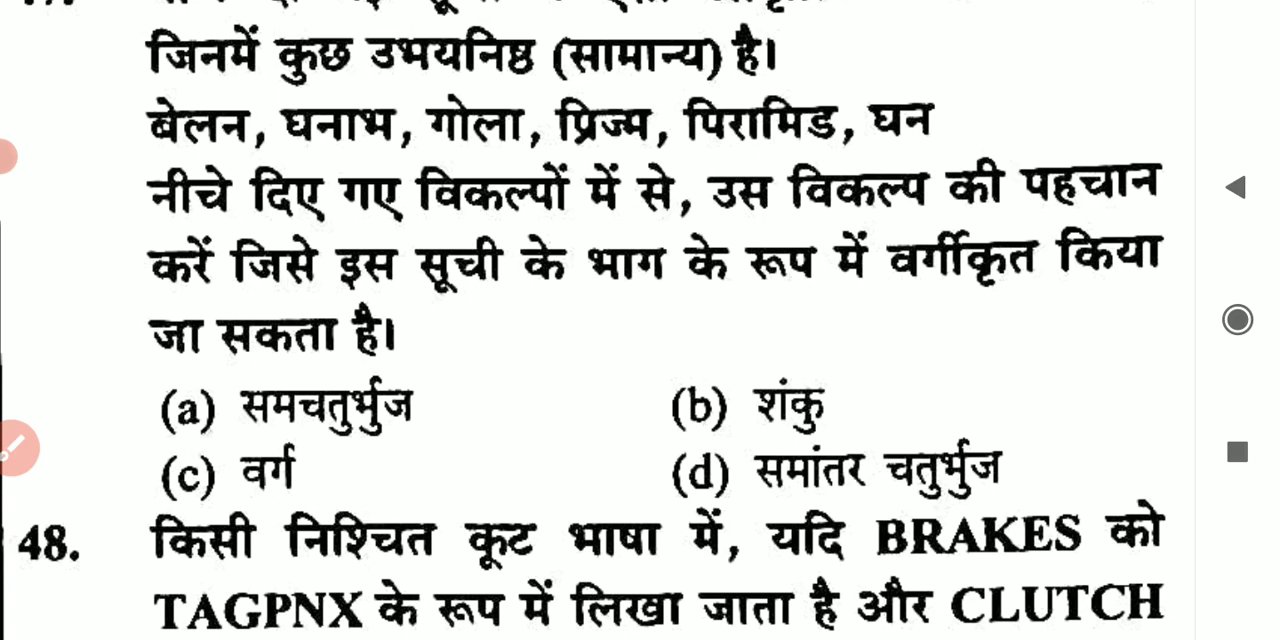 जिनमें कुछ उभयनिष्ठ (सामान्य) है।
बेलन, घनाभ, गोला, प्रिज्म, पिरामिड, घन
नीचे दिए गए विकल्पों में से, उस विकल्प की पहचान
करें जिसे इस सूची के भाग के रूप में वर्गीकृत किया
जा सकता है।
(a) समचतुर्भुज (b) शंकु
(c) वर्ग (d) समांतर चतुर्भुज
48. किसी निश्चित कूट भाषा में, यदि BRAKES को
TAGPNX के रूप में लिखा जाता है और CLUTCH